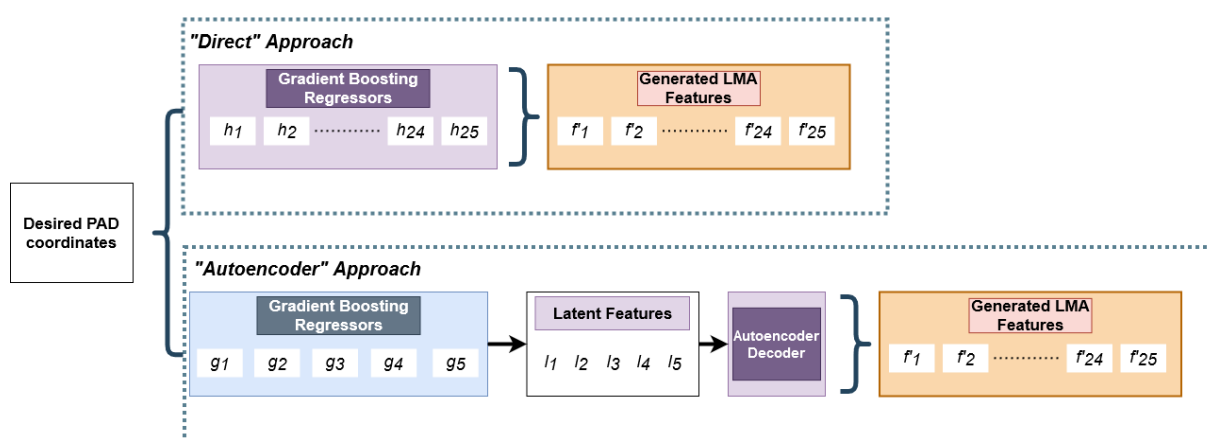 "Direct" Approach
Gradient Boosting
Regressors
h1 h2 ············ h24 h25
Generated LMA
Features
f'1 f'2 ············ f'24 f'25
Desired PAD
coordinates
"Autoencoder" Approach
Gradient Boosting
Regressors
g1 g2 g3 g4 g5
Latent Features
l1 l2 l3 l4 l5
Autoencoder
Decoder
Generated LMA
Features
f'1 f'2 ············ f'24 f'25